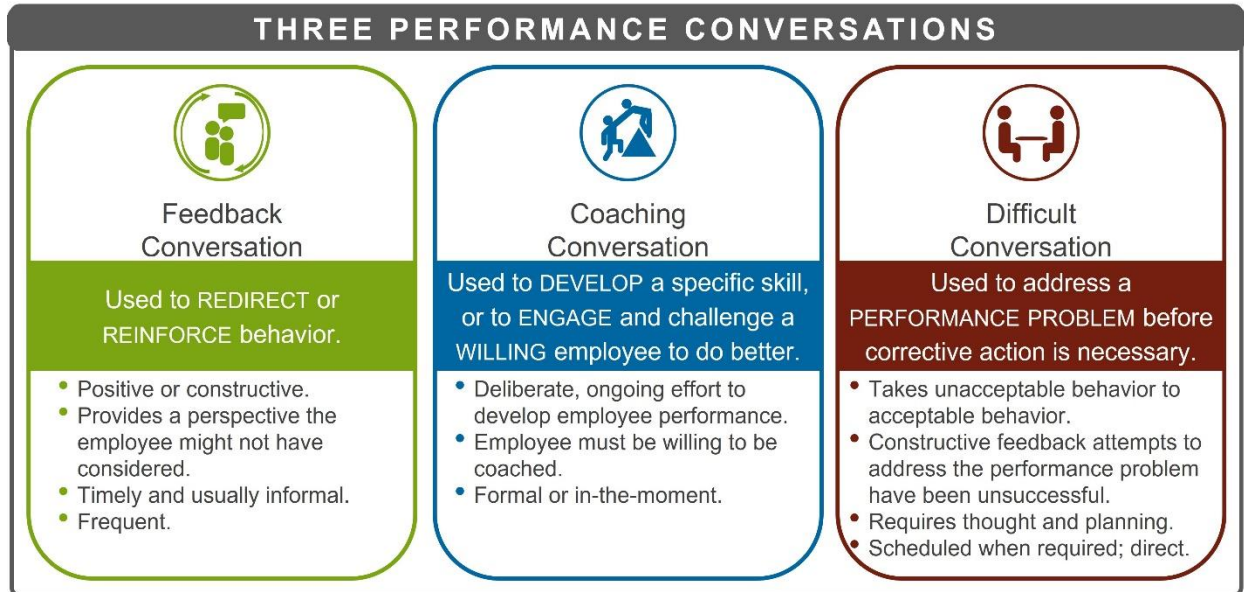 THREE PERFORMANCE CONVERSATIONS
Feedback
Conversation
Used to REDIRECT or
REINFORCE behavior.
• Positive or constructive.
• Provides a perspective the
employee might not have
considered.
• Timely and usually informal.
• Frequent.
Coaching
Conversation
Used to DEVELOP a specific skill,
or to ENGAGE and challenge a
WILLING employee to do better.
• Deliberate, ongoing effort to
develop employee performance.
• Employee must be willing to be
coached.
• Formal or in-the-moment.
Difficult
Conversation
Used to address a
PERFORMANCE PROBLEM before
corrective action is necessary.
• Takes unacceptable behavior to
acceptable behavior.
• Constructive feedback attempts to
address the performance problem
have been unsuccessful.
• Requires thought and planning.
• Scheduled when required; direct.